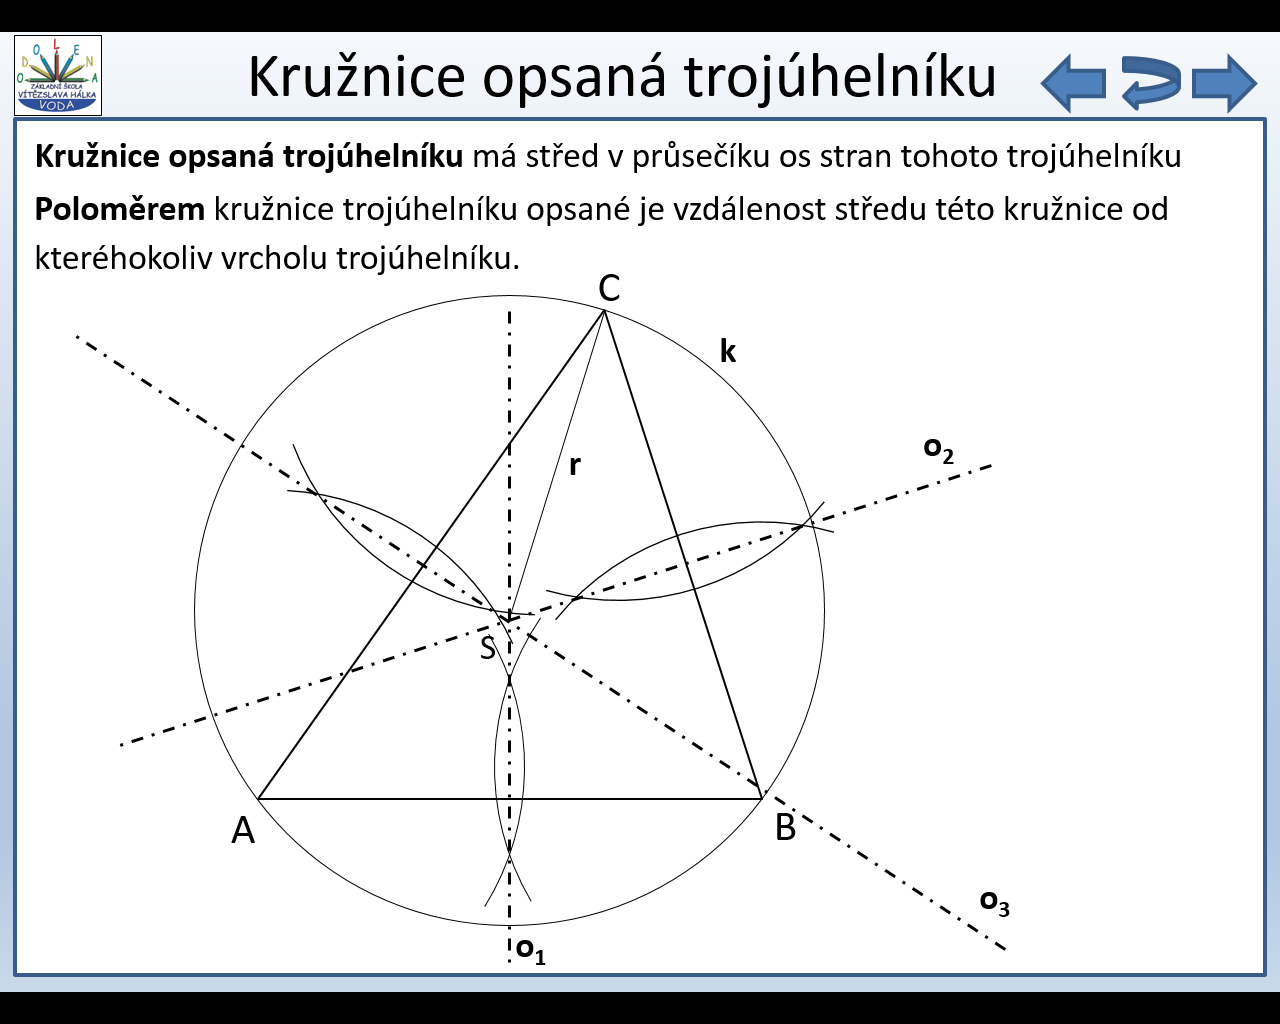 DOLENA
ZÁKLADNÍ ŠKOLA
VÍTĚZSLAVA HÁLKA
VODA
Kružnice opsaná trojúhelníku
Kružnice opsaná trojúhelníku má střed v průsečíku os stran tohoto trojúhelníku
Poloměrem kružnice trojúhelníku opsané je vzdálenost středu této kružnice od
kteréhokoliv vrcholu trojúhelníku.
C
k
o2
r
S
A
B
o3
o1